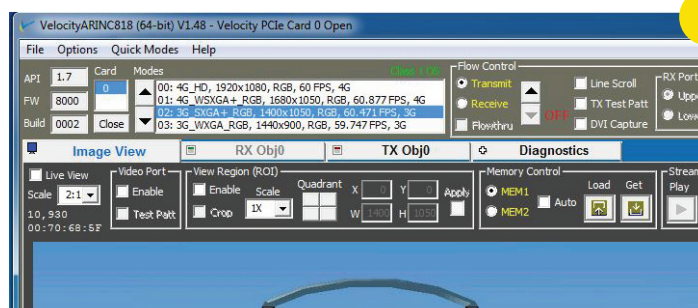 VelocityARINC818 (64-bit) V1.48 - Velocity PCIe Card 0 Open
File Options Quick Modes Help
API 1.7
FW 8000
Build 0002
Card
0
Close
Modes
00: 4G_HD, 1920x1080, RGB, 60 FPS, 4G
01: 4G_WSXGA+_RGB, 1680x1050, RGB, 60.877 FPS, 4G
02: 3G_SXGA+_RGB, 1400x1050, RGB, 60.471 FPS, 3G
03: 3G_WXGA_RGB, 1440x900, RGB, 59.747 FPS, 3G
Flow Control
Transmit
Receive
Flowthru
OFF
Line Scroll
TX Test Patt
DVI Capture
RX Port
Image View RX Obj0 TX Obj0 Diagnostics
Live View
Scale 2:1
10,930
00:70:68:5F
Video Port
Enable
Test Patt
View Region (ROI)
Enable Scale Quadrant
Crop 1X
X 0 Y 0 Apply
W 1400 H 1050
Memory Control
MEM1
MEM2
Auto
Load Get
Play